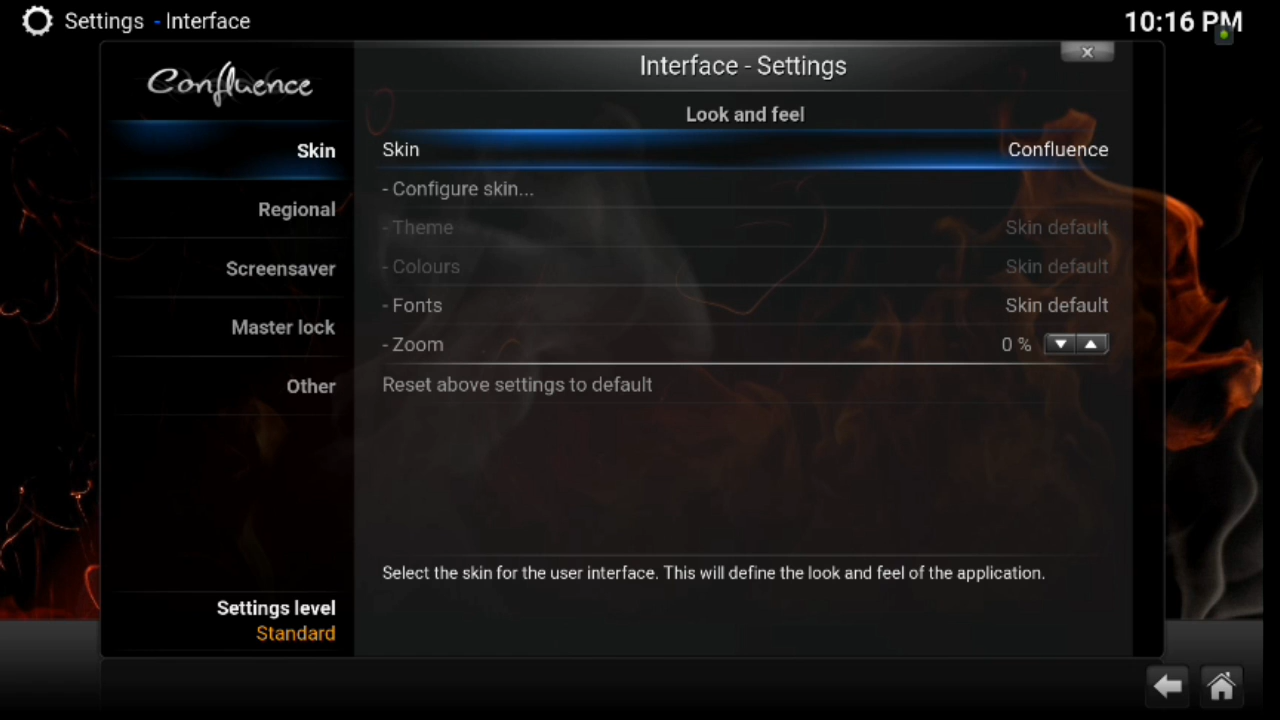 Settings - Interface
10:16 PM
Confluence
Interface - Settings
Look and feel
Skin
Regional
Screensaver
Master lock
Other
Skin Confluence
- Configure skin...
- Theme Skin default
- Colours Skin default
- Fonts Skin default
- Zoom 0 %
Reset above settings to default
Select the skin for the user interface. This will define the look and feel of the application.
Settings level
Standard